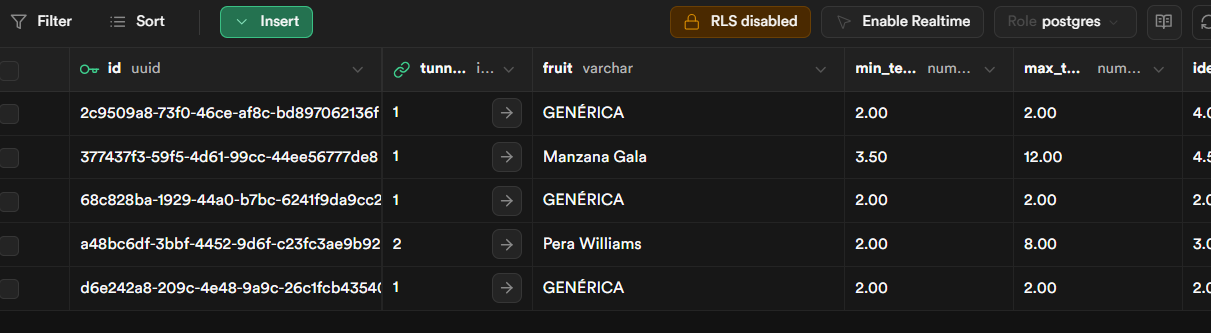 Filter Sort Insert RLS disabled Enable Realtime Role postgres
id uuid tunn... i... fruit varchar min_te... num... max_t... num... ide
2c9509a8-73f0-46ce-af8c-bd897062136f 1 GENÉRICA 2.00 2.00 4.0
377437f3-59f5-4d61-99cc-44ee56777de8 1 Manzana Gala 3.50 12.00 4.5
68c828ba-1929-44a0-b7bc-6241f9da9cc2 1 GENÉRICA 2.00 2.00 2.0
a48bc6df-3bbf-4452-9d6f-c23fc3ae9b92 2 Pera Williams 2.00 8.00 3.0
d6e242a8-209c-4e48-9a9c-26c1fcb43540 1 GENÉRICA 2.00 2.00 2.0